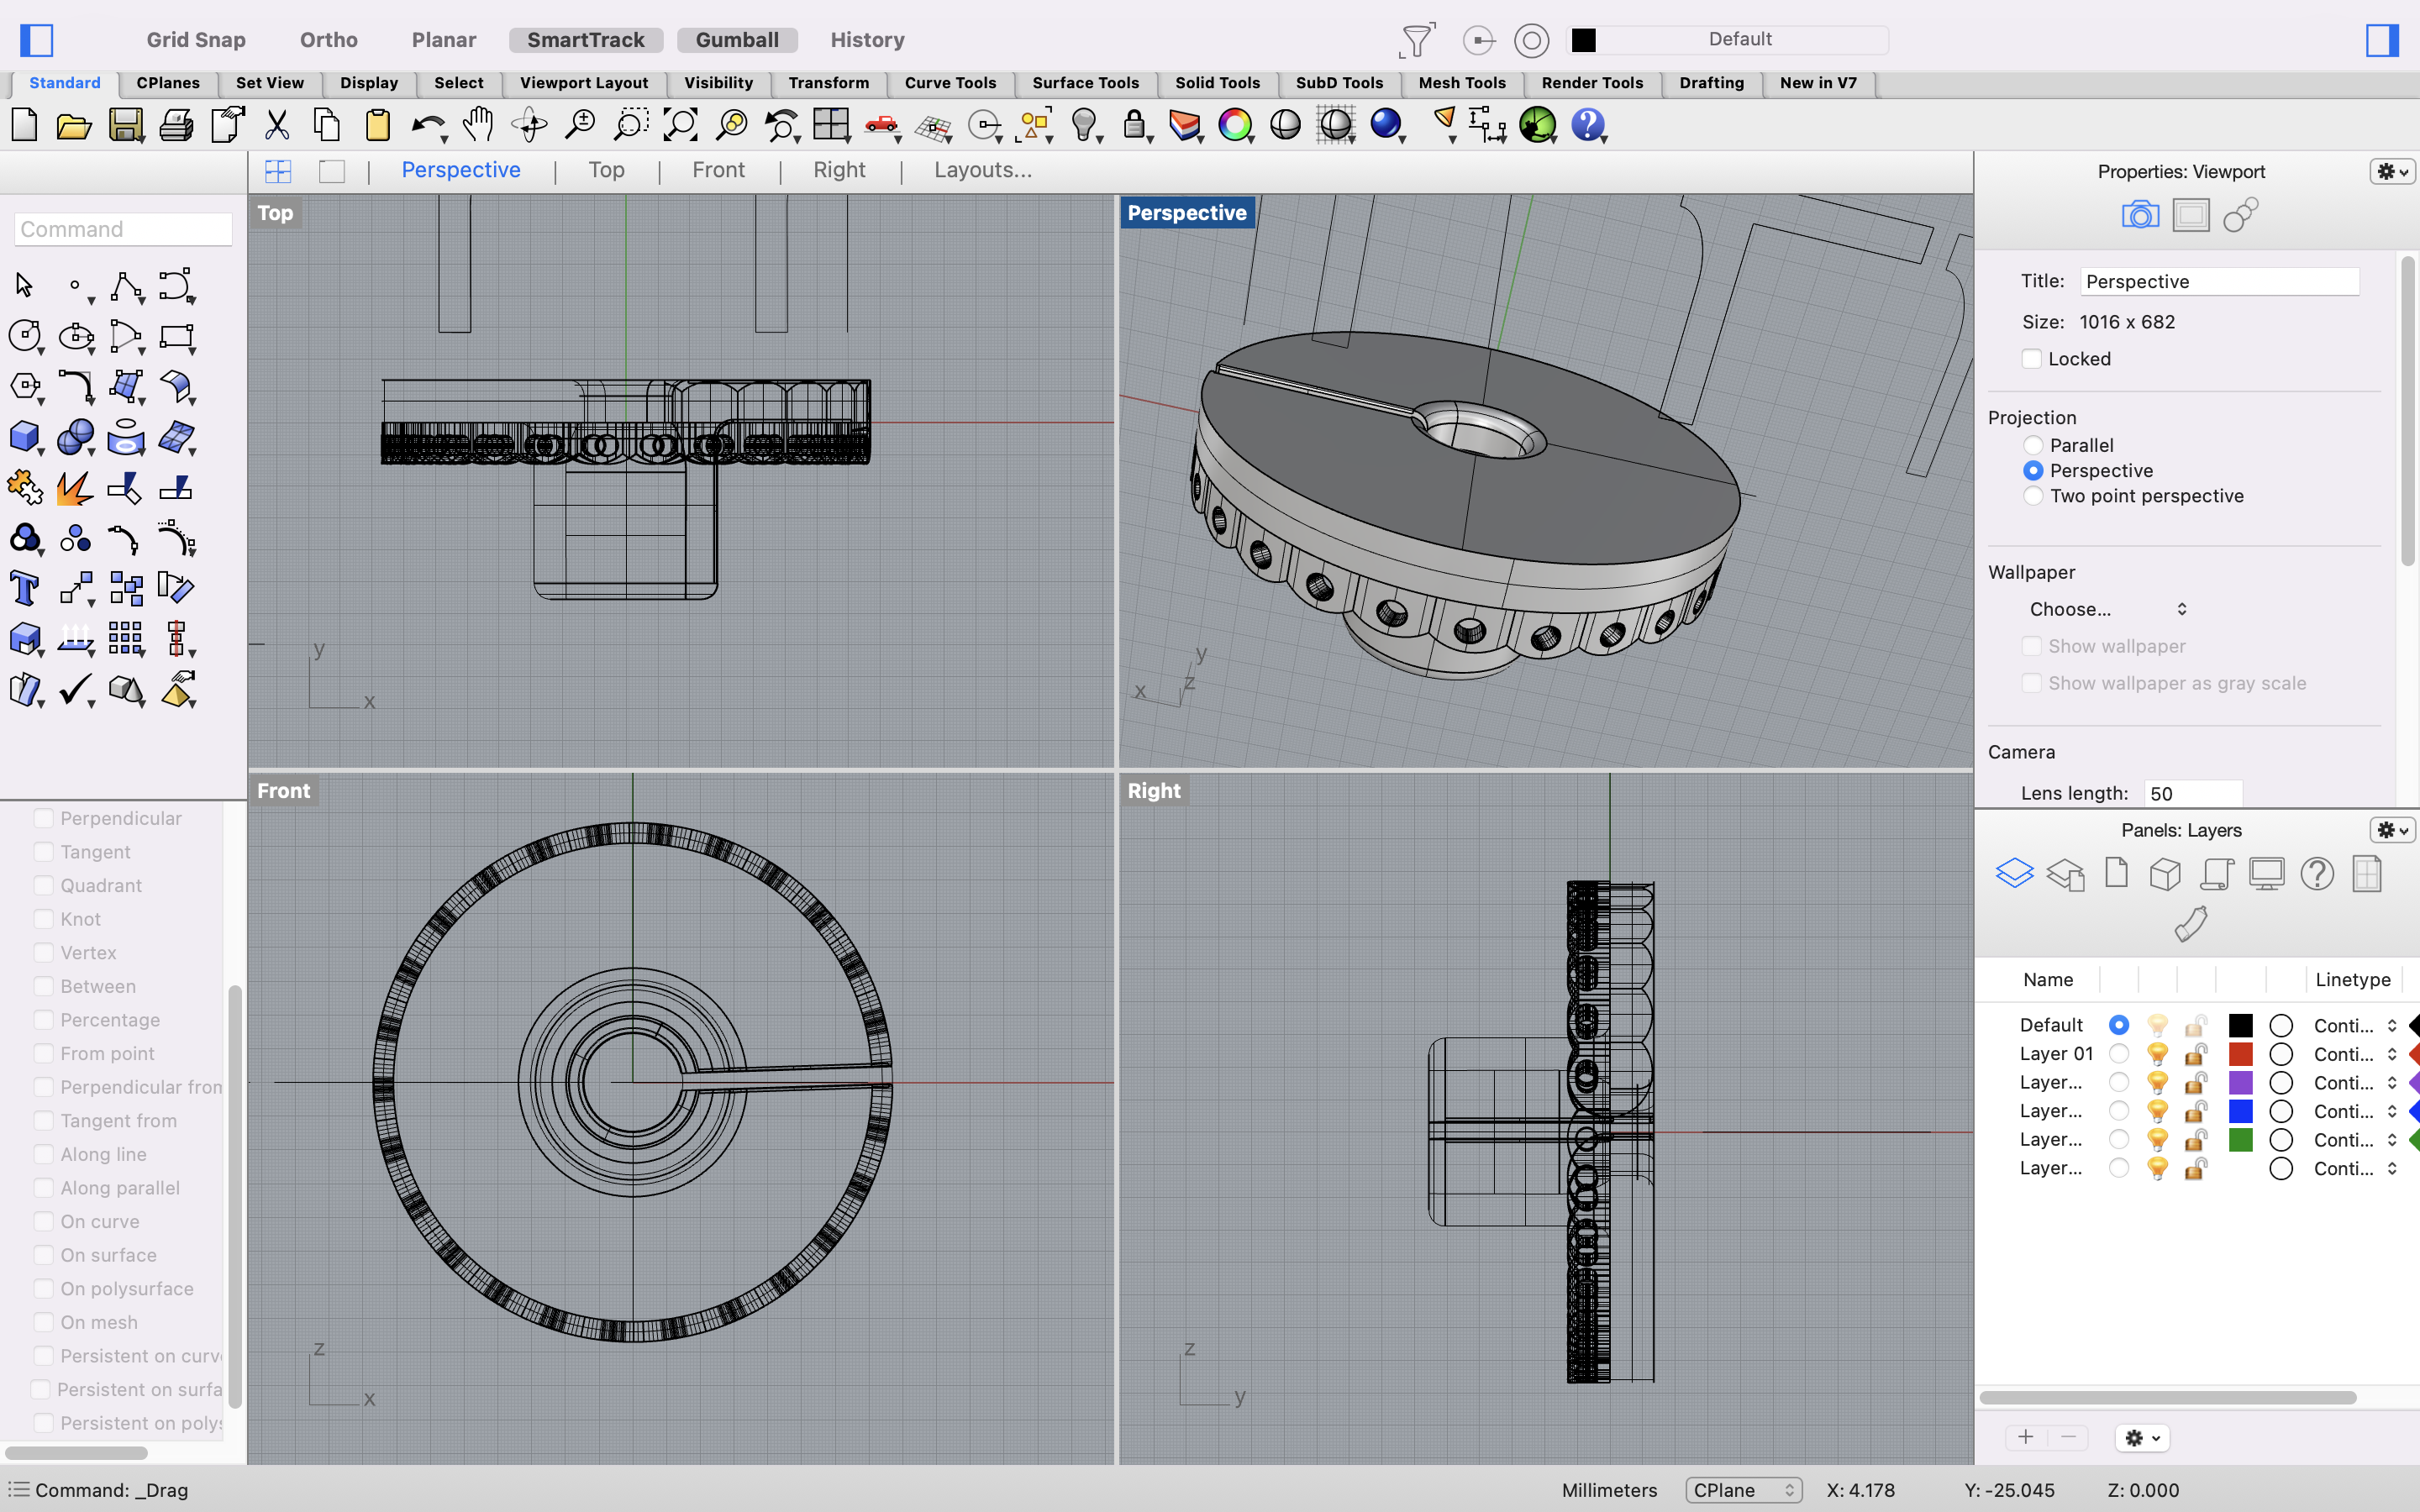 Grid Snap Ortho Planar SmartTrack Gumball History Default
Standard CPlanes Set View Display Select Viewport Layout Visibility Transform Curve Tools Surface Tools Solid Tools SubD Tools Mesh Tools Render Tools Drafting New in V7
Perspective Top Front Right Layouts...
Command
Top
y
x
Perspective
y
x
z
Front
z
x
Right
z
y
Perpendicular
Tangent
Quadrant
Knot
Vertex
Between
Percentage
From point
Perpendicular from
Tangent from
Along line
Along parallel
On curve
On surface
On polysurface
On mesh
Persistent on curv
Persistent on surfa
Persistent on polys
Properties: Viewport
Title: Perspective
Size: 1016 x 682
Locked
Projection
Parallel
Perspective
Two point perspective
Wallpaper
Choose...
Show wallpaper
Show wallpaper as gray scale
Camera
Lens length: 50
Panels: Layers
Name Linetype
Default Conti...
Layer 01 Conti...
Layer... Conti...
Layer... Conti...
Layer... Conti...
Layer... Conti...
Command: _Drag
Millimeters CPlane X: 4.178 Y: -25.045 Z: 0.000